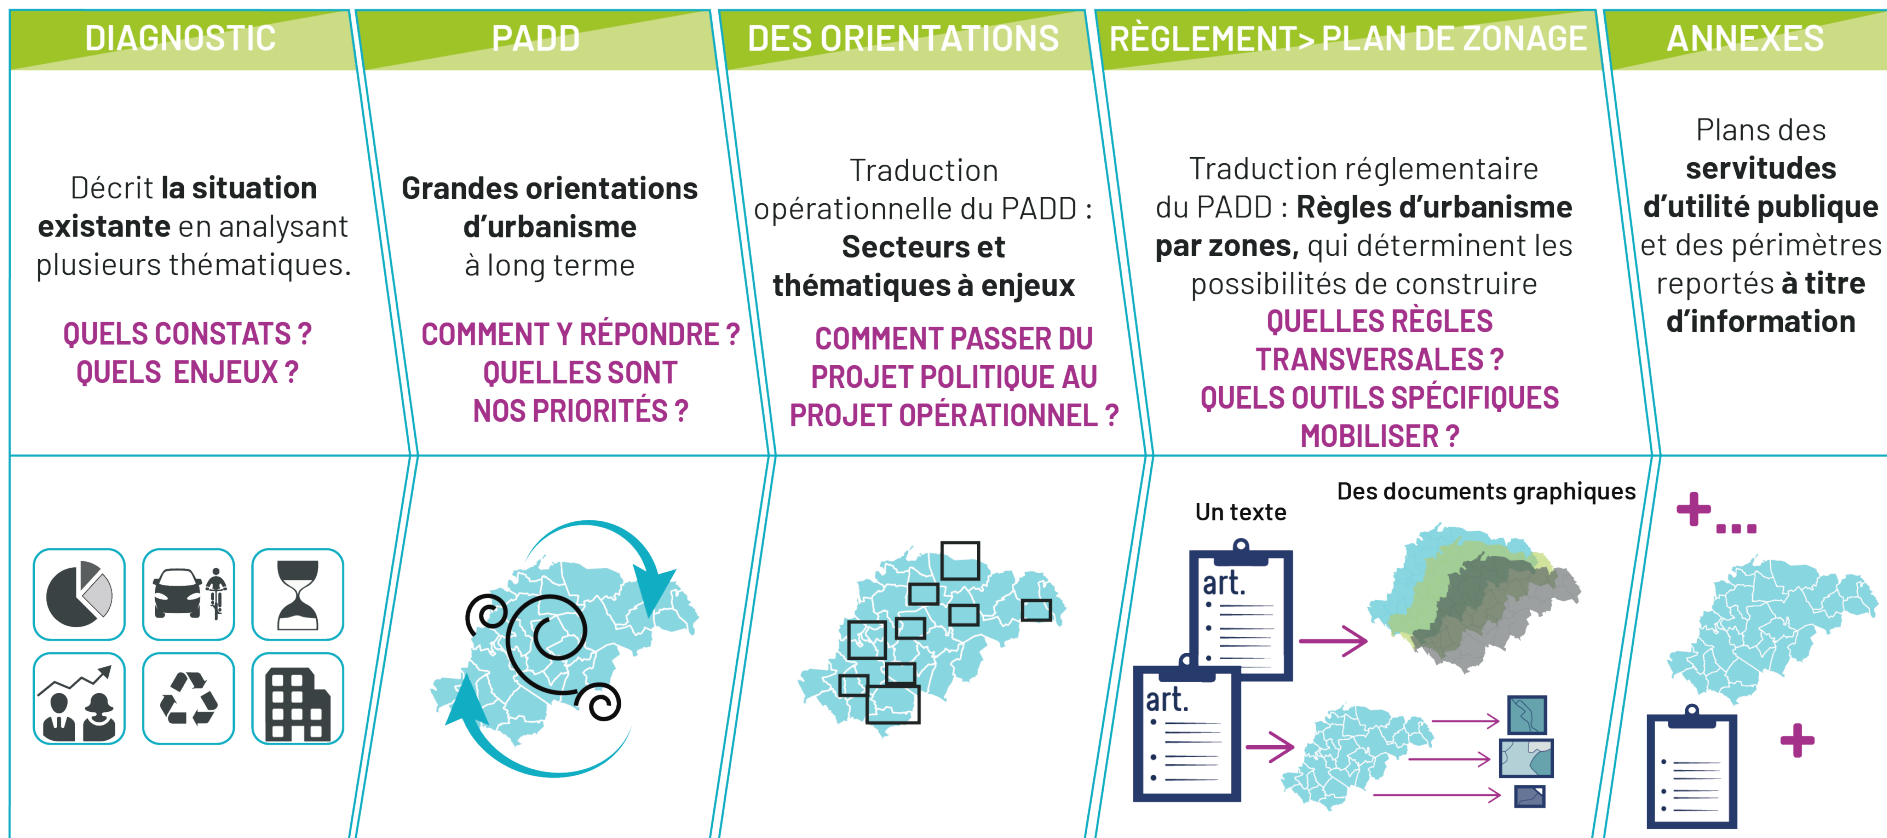 DIAGNOSTIC
Décrit la situation
existante en analysant
plusieurs thématiques.
QUELS CONSTATS ?
QUELS ENJEUX ?
PADD
Grandes orientations
d'urbanisme
à long terme
COMMENT Y RÉPONDRE ?
QUELLES SONT
NOS PRIORITÉS ?
DES ORIENTATIONS
Traduction
opérationnelle du PADD :
Secteurs et
thématiques à enjeux
COMMENT PASSER DU
PROJET POLITIQUE AU
PROJET OPÉRATIONNEL ?
RÈGLEMENT> PLAN DE ZONAGE
Traduction réglementaire
du PADD : Règles d'urbanisme
par zones, qui déterminent les
possibilités de construire
QUELLES RÈGLES
TRANSVERSALES ?
QUELS OUTILS SPÉCIFIQUES
MOBILISER ?
Un texte
Des documents graphiques
art.
art.
ANNEXES
Plans des
servitudes
d'utilité publique
et des périmètres
reportés à titre
d'information
+...
+